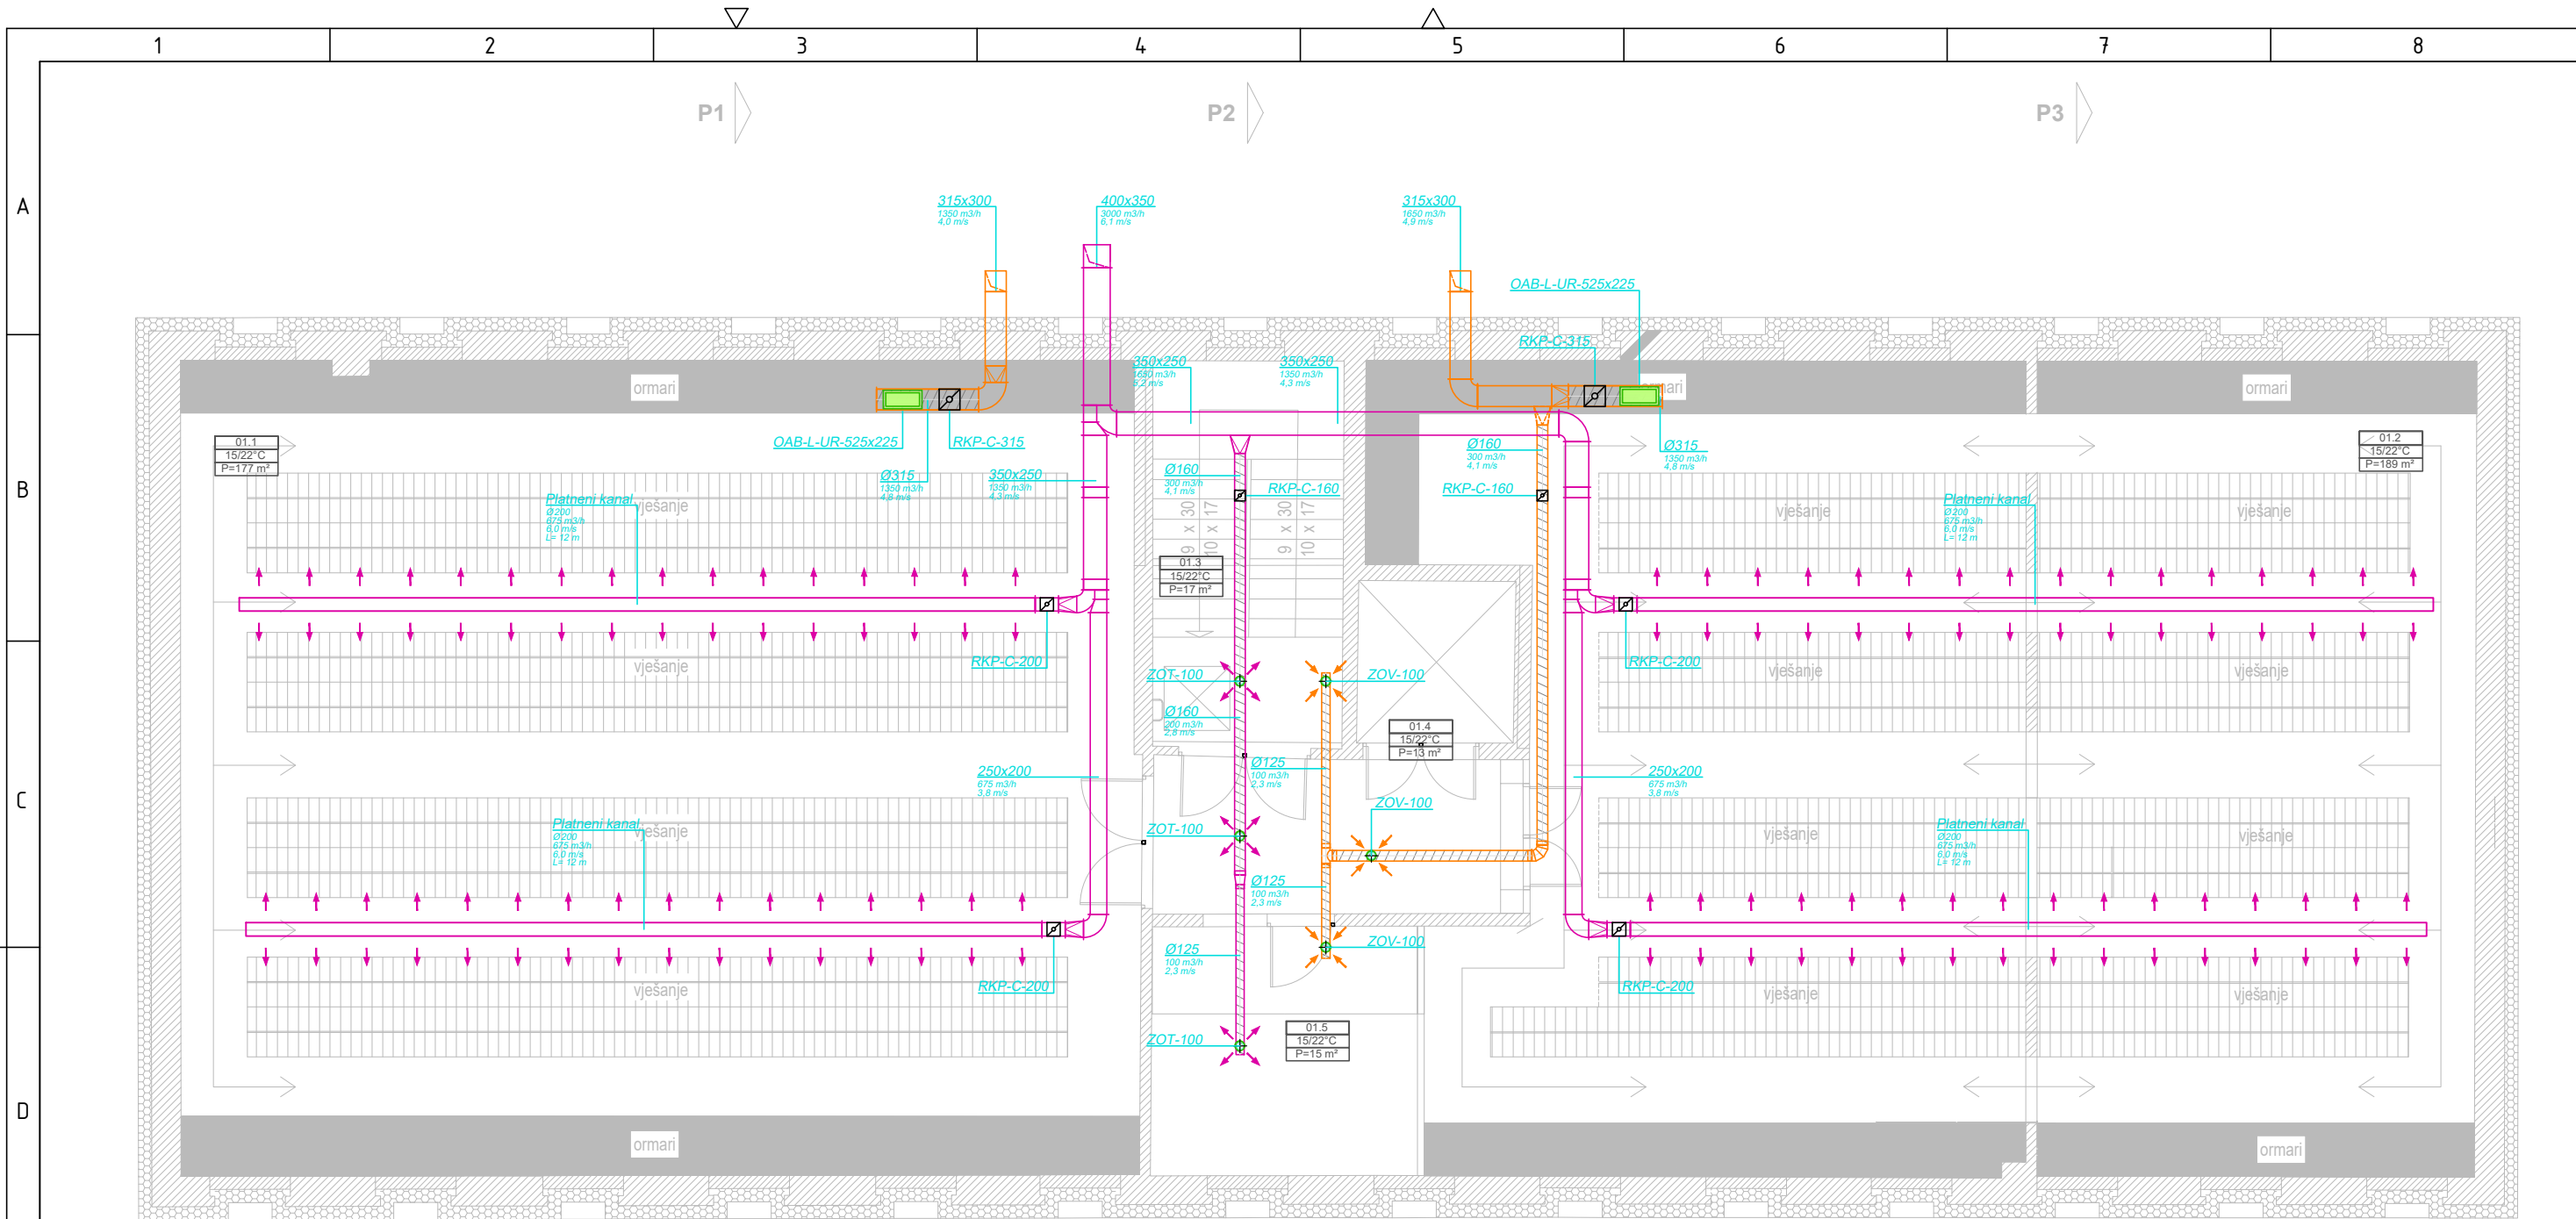 1 2 3 4 5 6 7 8
P1 P2 P3
A
315x300
1350 m3/h
4,0 m/s
400x350
3000 m3/h
6,1 m/s
315x300
1650 m3/h
4,9 m/s
OAB-L-UR-525x225
RKP-C-315
350x250
1650 m3/h
5,2 m/s
350x250
1350 m3/h
4,3 m/s
ormari
ormari
ormari
OAB-L-UR-525x225
RKP-C-315
Ø315
1350 m3/h
4,8 m/s
350x250
1350 m3/h
4,3 m/s
Ø160
300 m3/h
4,1 m/s
RKP-C-160
Ø160
300 m3/h
4,1 m/s
RKP-C-160
Ø315
1350 m3/h
4,8 m/s
01.1
15/22°C
P=177 m²
01.2
15/22°C
P=189 m²
B
Platneni kanal
Ø200
675 m3/h
6,0 m/s
L= 12 m
vješanje
9 x 30
10 x 17
9 x 30
10 x 17
vješanje
Platneni kanal
Ø200
675 m3/h
6,0 m/s
L= 12 m
vješanje
01.3
15/22°C
P=17 m²
RKP-C-200
RKP-C-200
vješanje
vješanje
vješanje
ZOT-100
ZOV-100
Ø160
200 m3/h
2,8 m/s
01.4
15/22°C
P=13 m²
250x200
675 m3/h
3,8 m/s
Ø125
100 m3/h
2,3 m/s
250x200
675 m3/h
3,8 m/s
C
ZOV-100
Platneni kanal
Ø200
675 m3/h
6,0 m/s
L= 12 m
vješanje
ZOT-100
vješanje
Platneni kanal
Ø200
675 m3/h
6,0 m/s
L= 12 m
vješanje
Ø125
100 m3/h
2,3 m/s
Ø125
100 m3/h
2,3 m/s
ZOV-100
RKP-C-200
RKP-C-200
vješanje
vješanje
vješanje
ZOT-100
01.5
15/22°C
P=15 m²
D
ormari
ormari